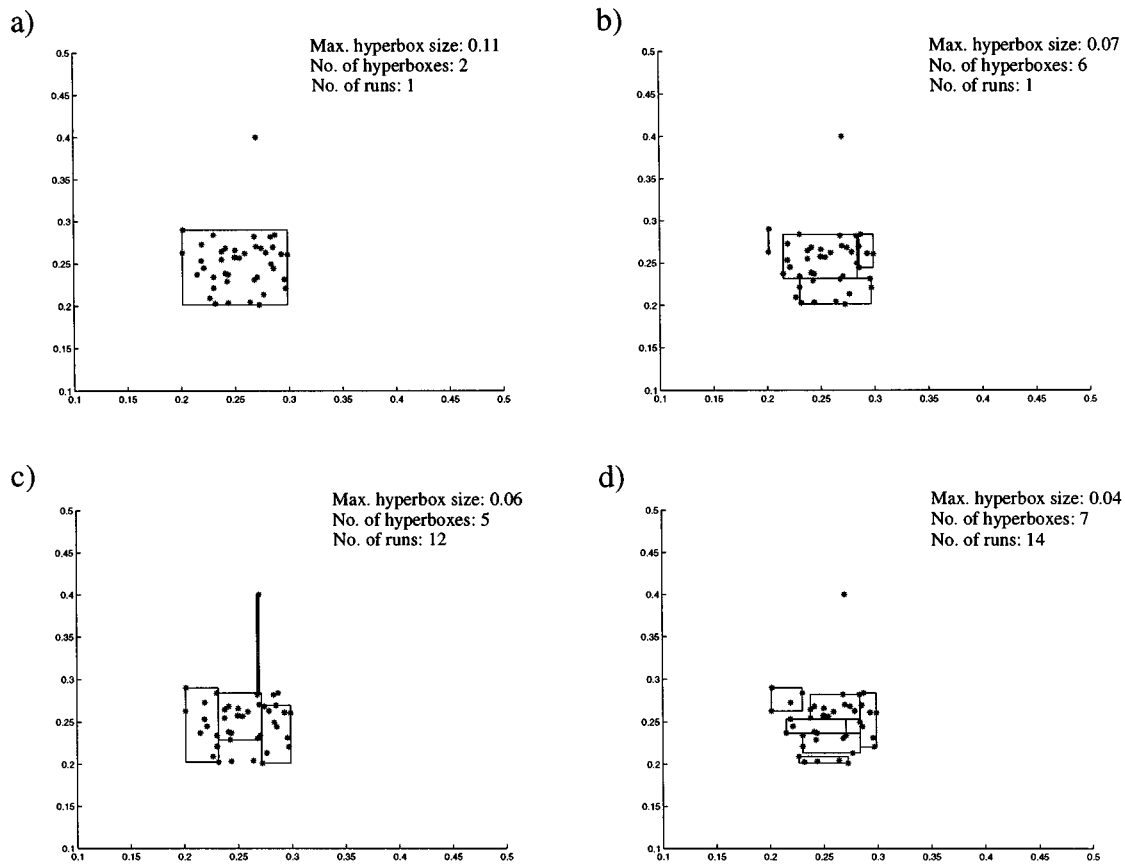 a)
Max. hyperbox size: 0.11
No. of hyperboxes: 2
No. of runs: 1
0.5
0.45
0.4
0.35
0.3
0.25
0.2
0.15
0.1
0.1 0.15 0.2 0.25 0.3 0.35 0.4 0.45 0.5
b)
Max. hyperbox size: 0.07
No. of hyperboxes: 6
No. of runs: 1
0.5
0.45
0.4
0.35
0.3
0.25
0.2
0.15
0.1
0.1 0.15 0.2 0.25 0.3 0.35 0.4 0.45 0.5
c)
Max. hyperbox size: 0.06
No. of hyperboxes: 5
No. of runs: 12
0.5
0.45
0.4
0.35
0.3
0.25
0.2
0.15
0.1
0.1 0.15 0.2 0.25 0.3 0.35 0.4 0.45 0.5
d)
Max. hyperbox size: 0.04
No. of hyperboxes: 7
No. of runs: 14
0.5
0.45
0.4
0.35
0.3
0.25
0.2
0.15
0.1
0.1 0.15 0.2 0.25 0.3 0.35 0.4 0.45 0.5